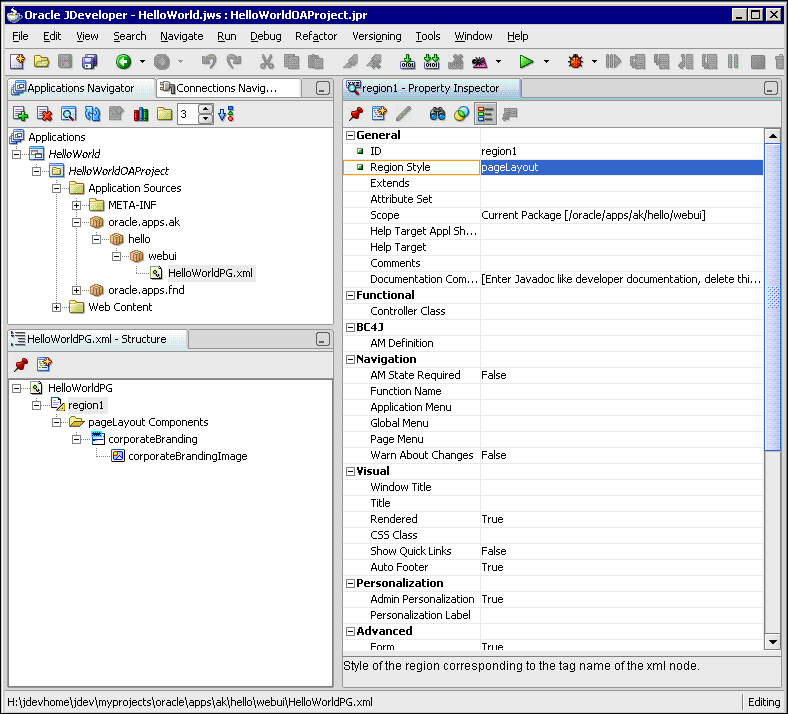 Oracle JDeveloper - HelloWorld.jws : HelloWorldOAProject.jpr
File Edit View Search Navigate Run Debug Refactor Versioning Tools Window Help
Applications Navigator
Connections Navig...
3
Applications
HelloWorld
HelloWorldOAProject
Application Sources
META-INF
oracle.apps.ak
hello
webui
HelloWorldPG.xml
oracle.apps.fnd
Web Content
HelloWorldPG.xml - Structure
HelloWorldPG
region1
pageLayout Components
corporateBranding
corporateBrandingImage
region1 - Property Inspector
General
ID region1
Region Style pageLayout
Extends
Attribute Set
Scope Current Package [/oracle/apps/ak/hello/webui]
Help Target Appl Sh...
Help Target
Comments
Documentation Com... [Enter Javadoc like developer documentation, delete thi...
Functional
Controller Class
BC4J
AM Definition
Navigation
AM State Required False
Function Name
Application Menu
Global Menu
Page Menu
Warn About Changes False
Visual
Window Title
Title
Rendered True
CSS Class
Show Quick Links False
Auto Footer True
Personalization
Admin Personalization True
Personalization Label
Advanced
Form True
Style of the region corresponding to the tag name of the xml node.
H:\jdevhome\jdev\myprojects\oracle\apps\ak\hello\webui\HelloWorldPG.xml
Editing